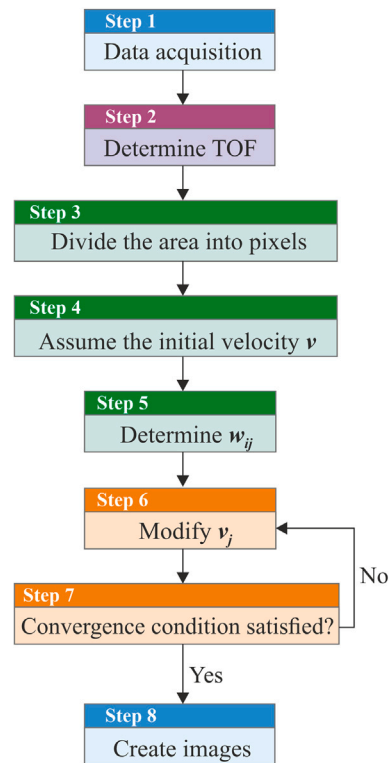 Step 1
Data acquisition
Step 2
Determine TOF
Step 3
Divide the area into pixels
Step 4
Assume the initial velocity v
Step 5
Determine w_ij
Step 6
Modify v_j
No
Step 7
Convergence condition satisfied?
Yes
Step 8
Create images